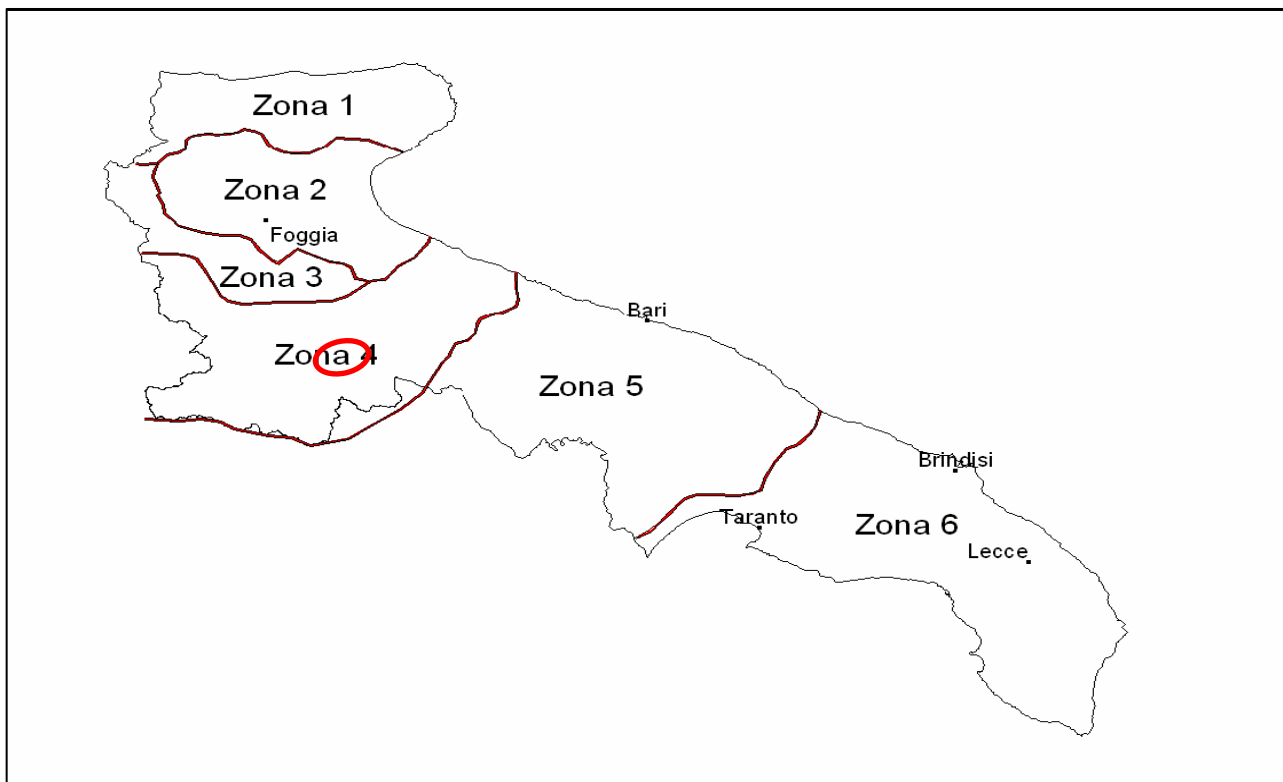 Zona 1
Zona 2
Foggia
Zona 3
Bari
Zona 4
Zona 5
Brindisi
Taranto
Zona 6
Lecce